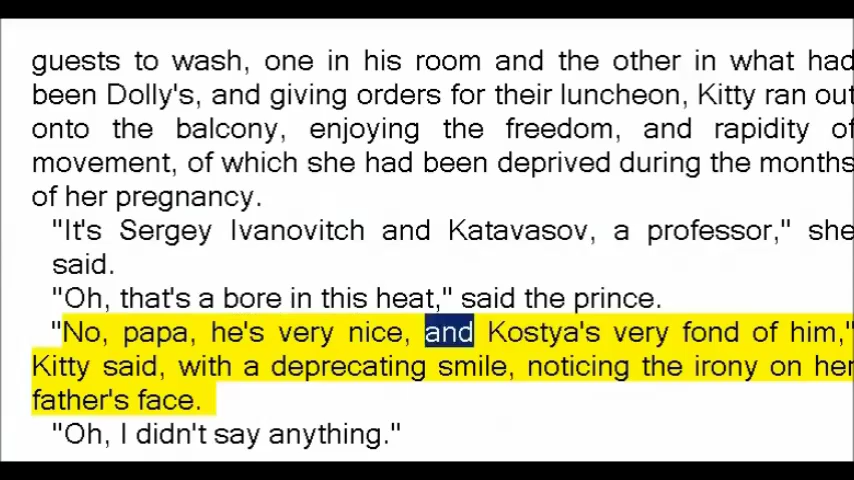 guests to wash, one in his room and the other in what had
been Dolly's, and giving orders for their luncheon, Kitty ran out
onto the balcony, enjoying the freedom, and rapidity of
movement, of which she had been deprived during the months
of her pregnancy.
"It's Sergey Ivanovitch and Katavasov, a professor," she
said.
"Oh, that's a bore in this heat," said the prince.
"No, papa, he's very nice, and Kostya's very fond of him,"
Kitty said, with a deprecating smile, noticing the irony on her
father's face.
"Oh, I didn't say anything."